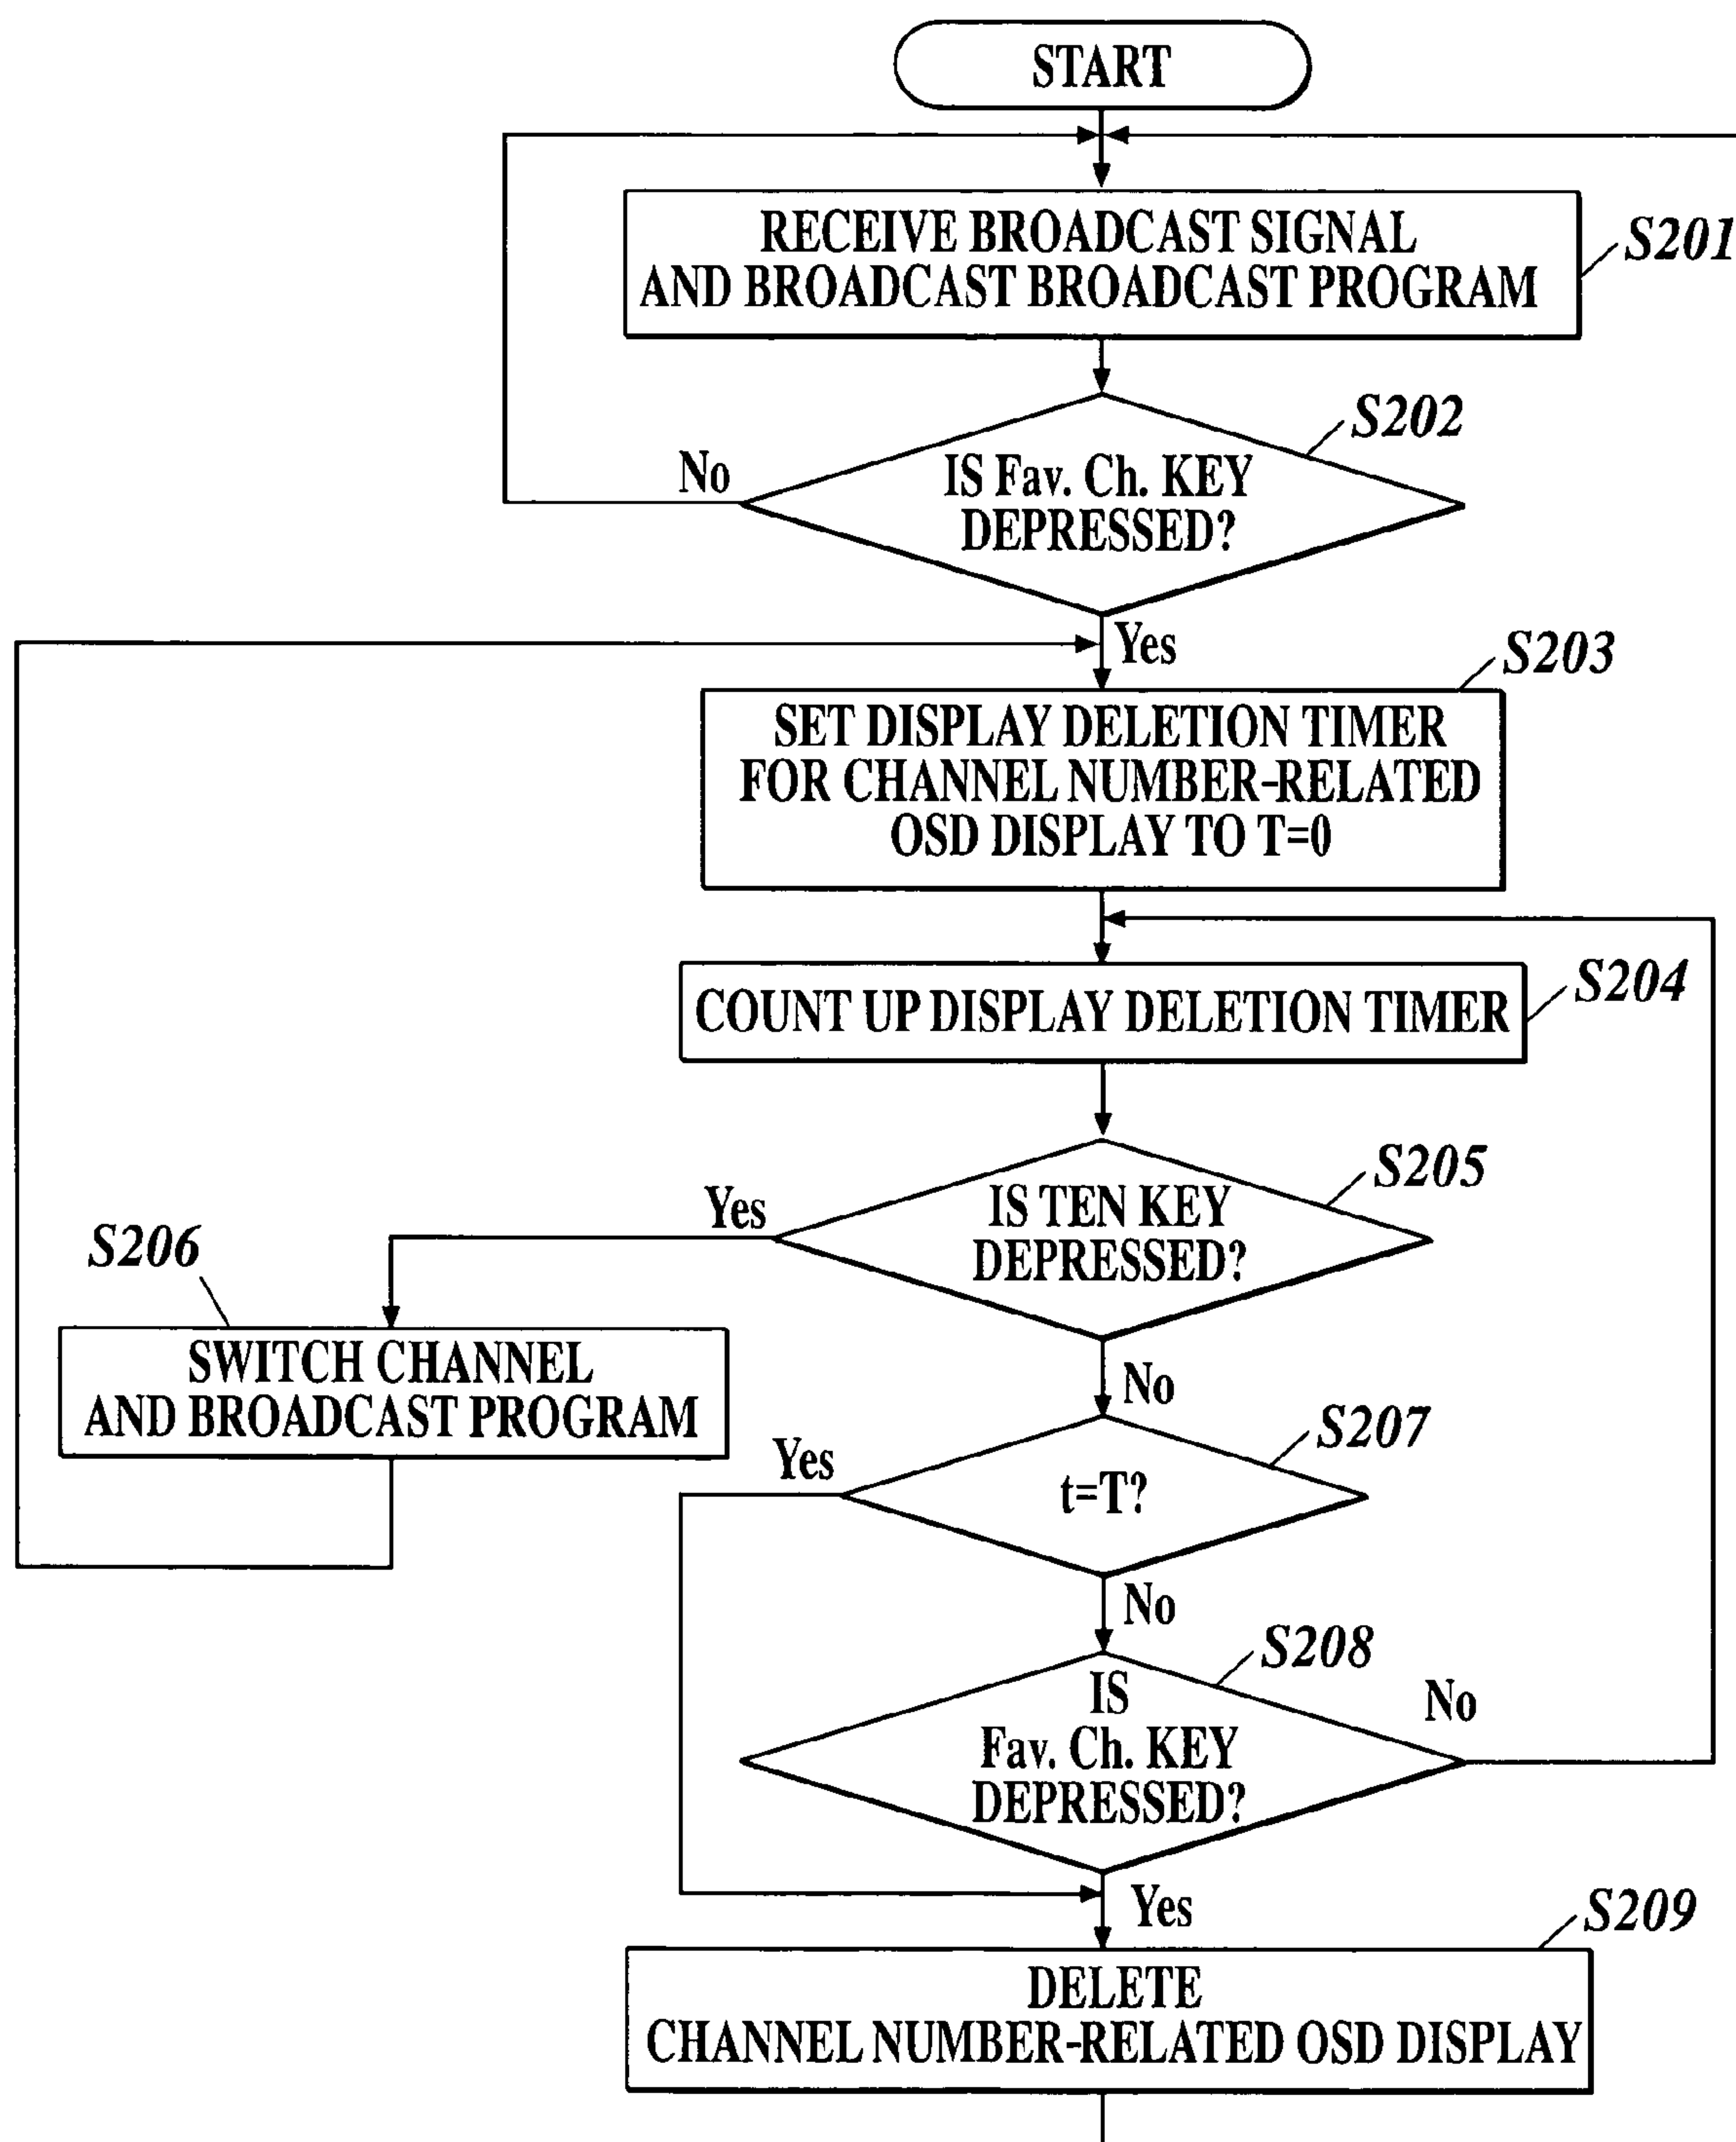 START
RECEIVE BROADCAST SIGNAL
AND BROADCAST BROADCAST PROGRAM
S201
S202
No
IS Fav. Ch. KEY
DEPRESSED?
Yes
S203
SET DISPLAY DELETION TIMER
FOR CHANNEL NUMBER-RELATED
OSD DISPLAY TO T=0
S204
COUNT UP DISPLAY DELETION TIMER
S205
Yes
IS TEN KEY
DEPRESSED?
S206
SWITCH CHANNEL
AND BROADCAST PROGRAM
No
S207
Yes
t=T?
No
S208
IS
Fav. Ch. KEY
DEPRESSED?
No
Yes
S209
DELETE
CHANNEL NUMBER-RELATED OSD DISPLAY